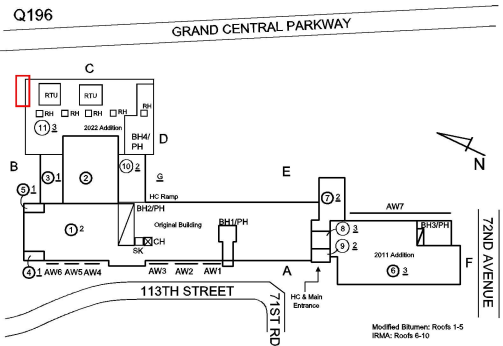 Q196
GRAND CENTRAL PARKWAY
C
RTU
RTU
RH
RH
RH
RH
RH
11 3
2022 Addition
BH4/
PH
D
N
B
3 1
2
10 2
G
E
5 1
HC Ramp
7 2
AW7
BH2/PH
1 2
Original Building
BH1/PH
8 3
BH3/PH
72ND AVENUE
CH
SK
9 2
2011 Addition
F
4 1
AW6 AW5 AW4
AW3 AW2 AW1
A
6 3
113TH STREET
71ST RD
HC & Main
Entrance
Modified Bitumen: Roofs 1-5
IRMA: Roofs 6-10